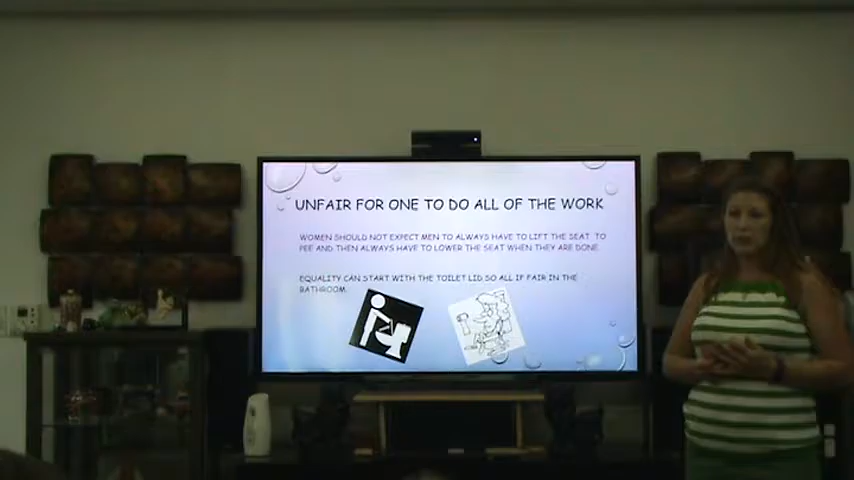 UNFAIR FOR ONE TO DO ALL OF THE WORK
WOMEN SHOULD NOT EXPECT MEN TO ALWAYS HAVE TO LIFT THE SEAT TO
PEE AND THEN ALWAYS HAVE TO LOWER THE SEAT WHEN THEY ARE DONE
EQUALITY CAN START WITH THE TOILET LID SO ALL IF FAIR IN THE
BATHROOM.